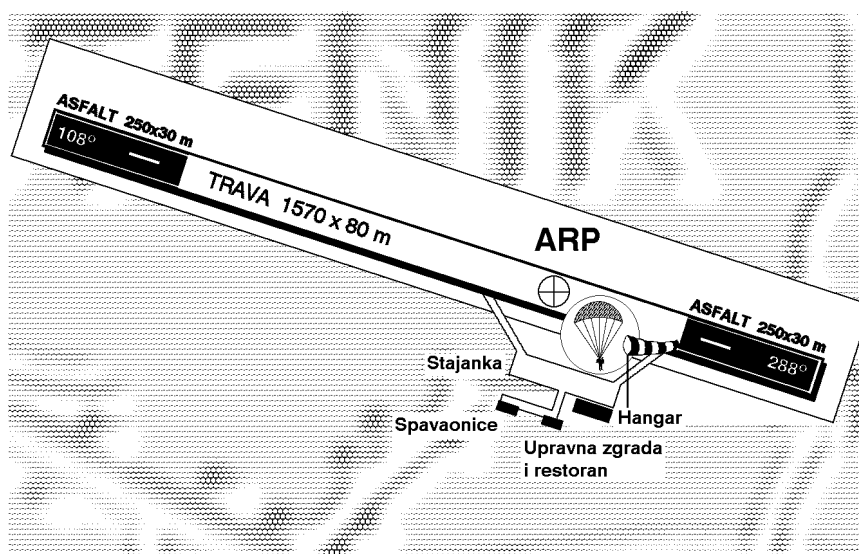 ASFALT 250x30 m
108°
TRAVA 1570 x 80 m
ARP
ASFALT 250x30 m
288°
Stajanka
Spavaonice
Hangar
Upravna zgrada
i restoran